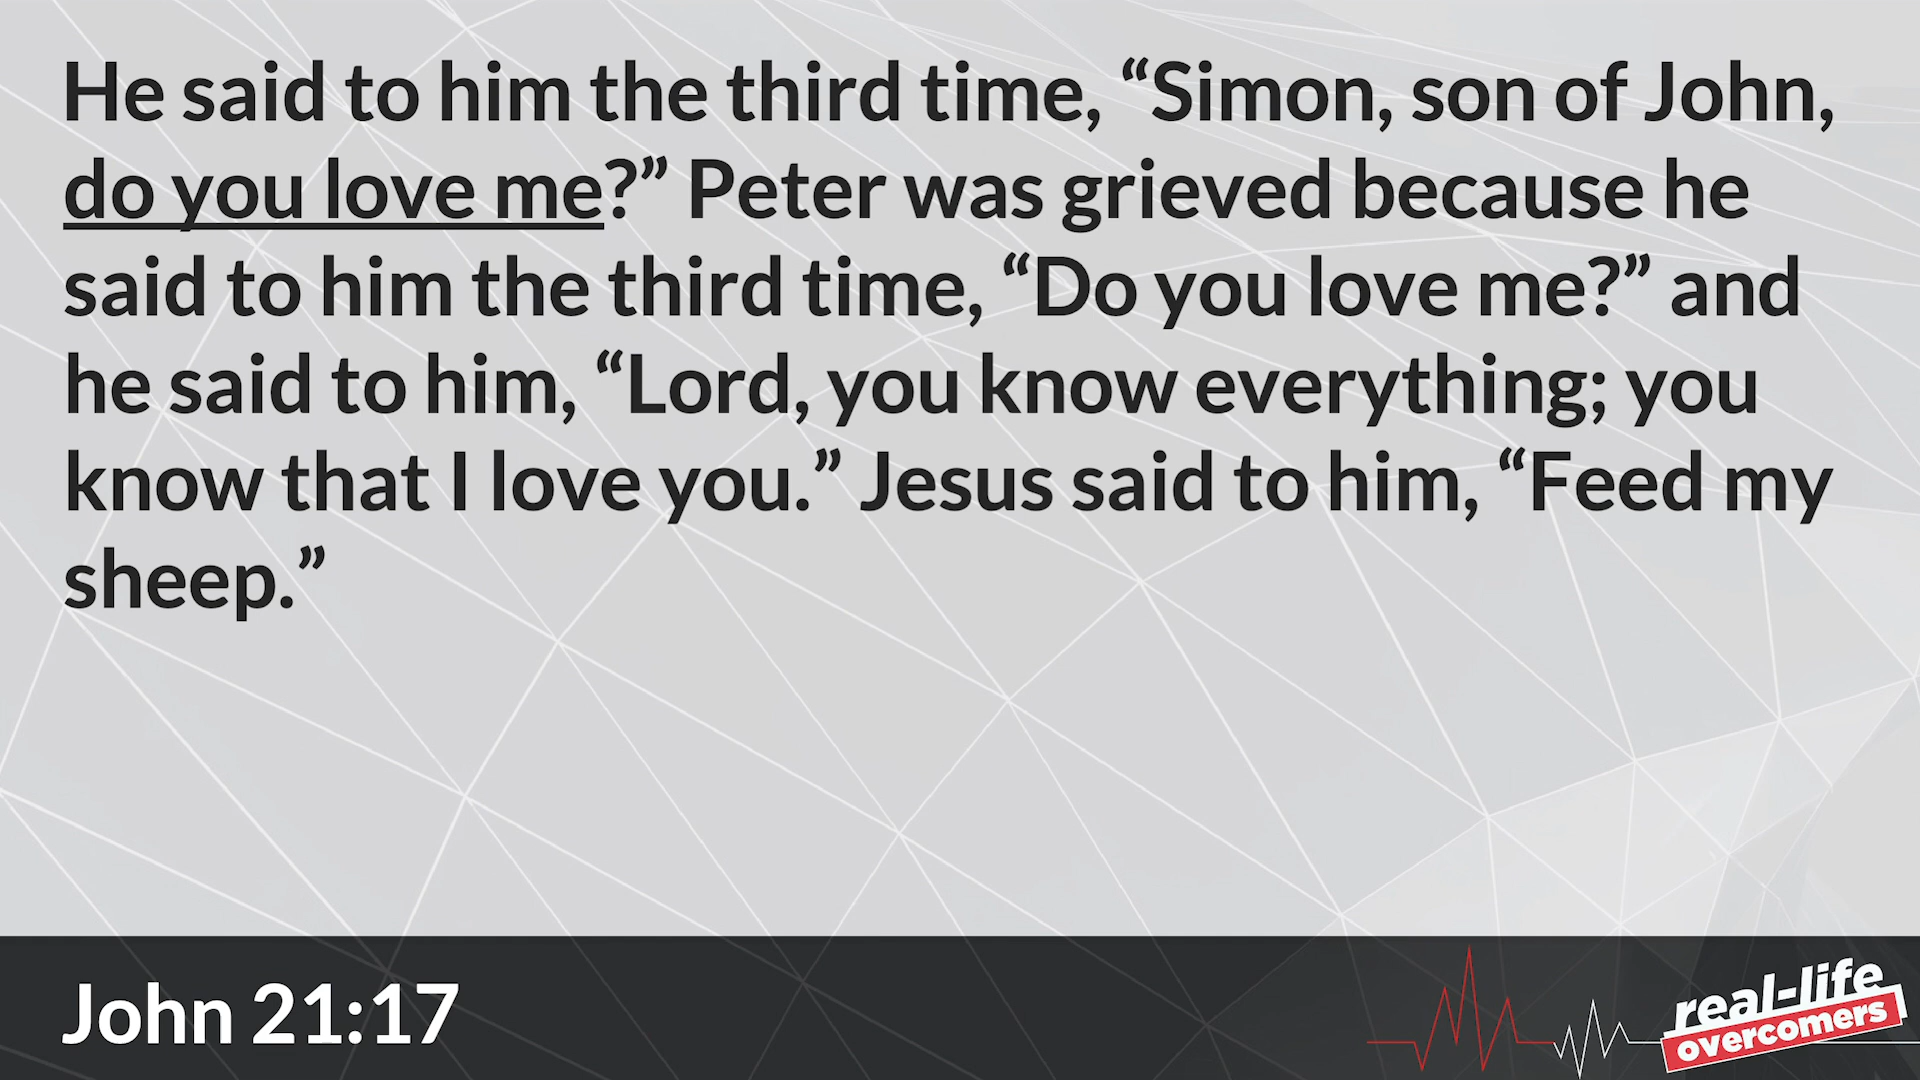 He said to him the third time, “Simon, son of John,
do you love me?” Peter was grieved because he
said to him the third time, “Do you love me?” and
he said to him, “Lord, you know everything; you
know that I love you.” Jesus said to him, “Feed my
sheep.”
John 21:17
real-life
overcomers